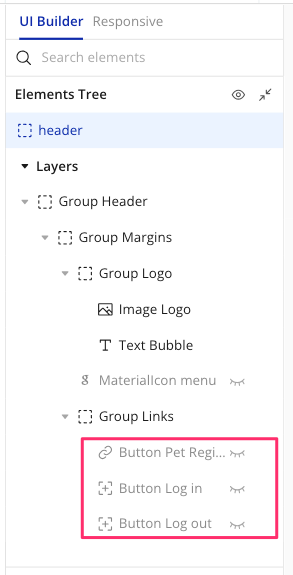 UI Builder Responsive
Search elements
Elements Tree
header
Layers
Group Header
Group Margins
Group Logo
Image Logo
Text Bubble
MaterialIcon menu
Group Links
Button Pet Regi...
Button Log in
Button Log out